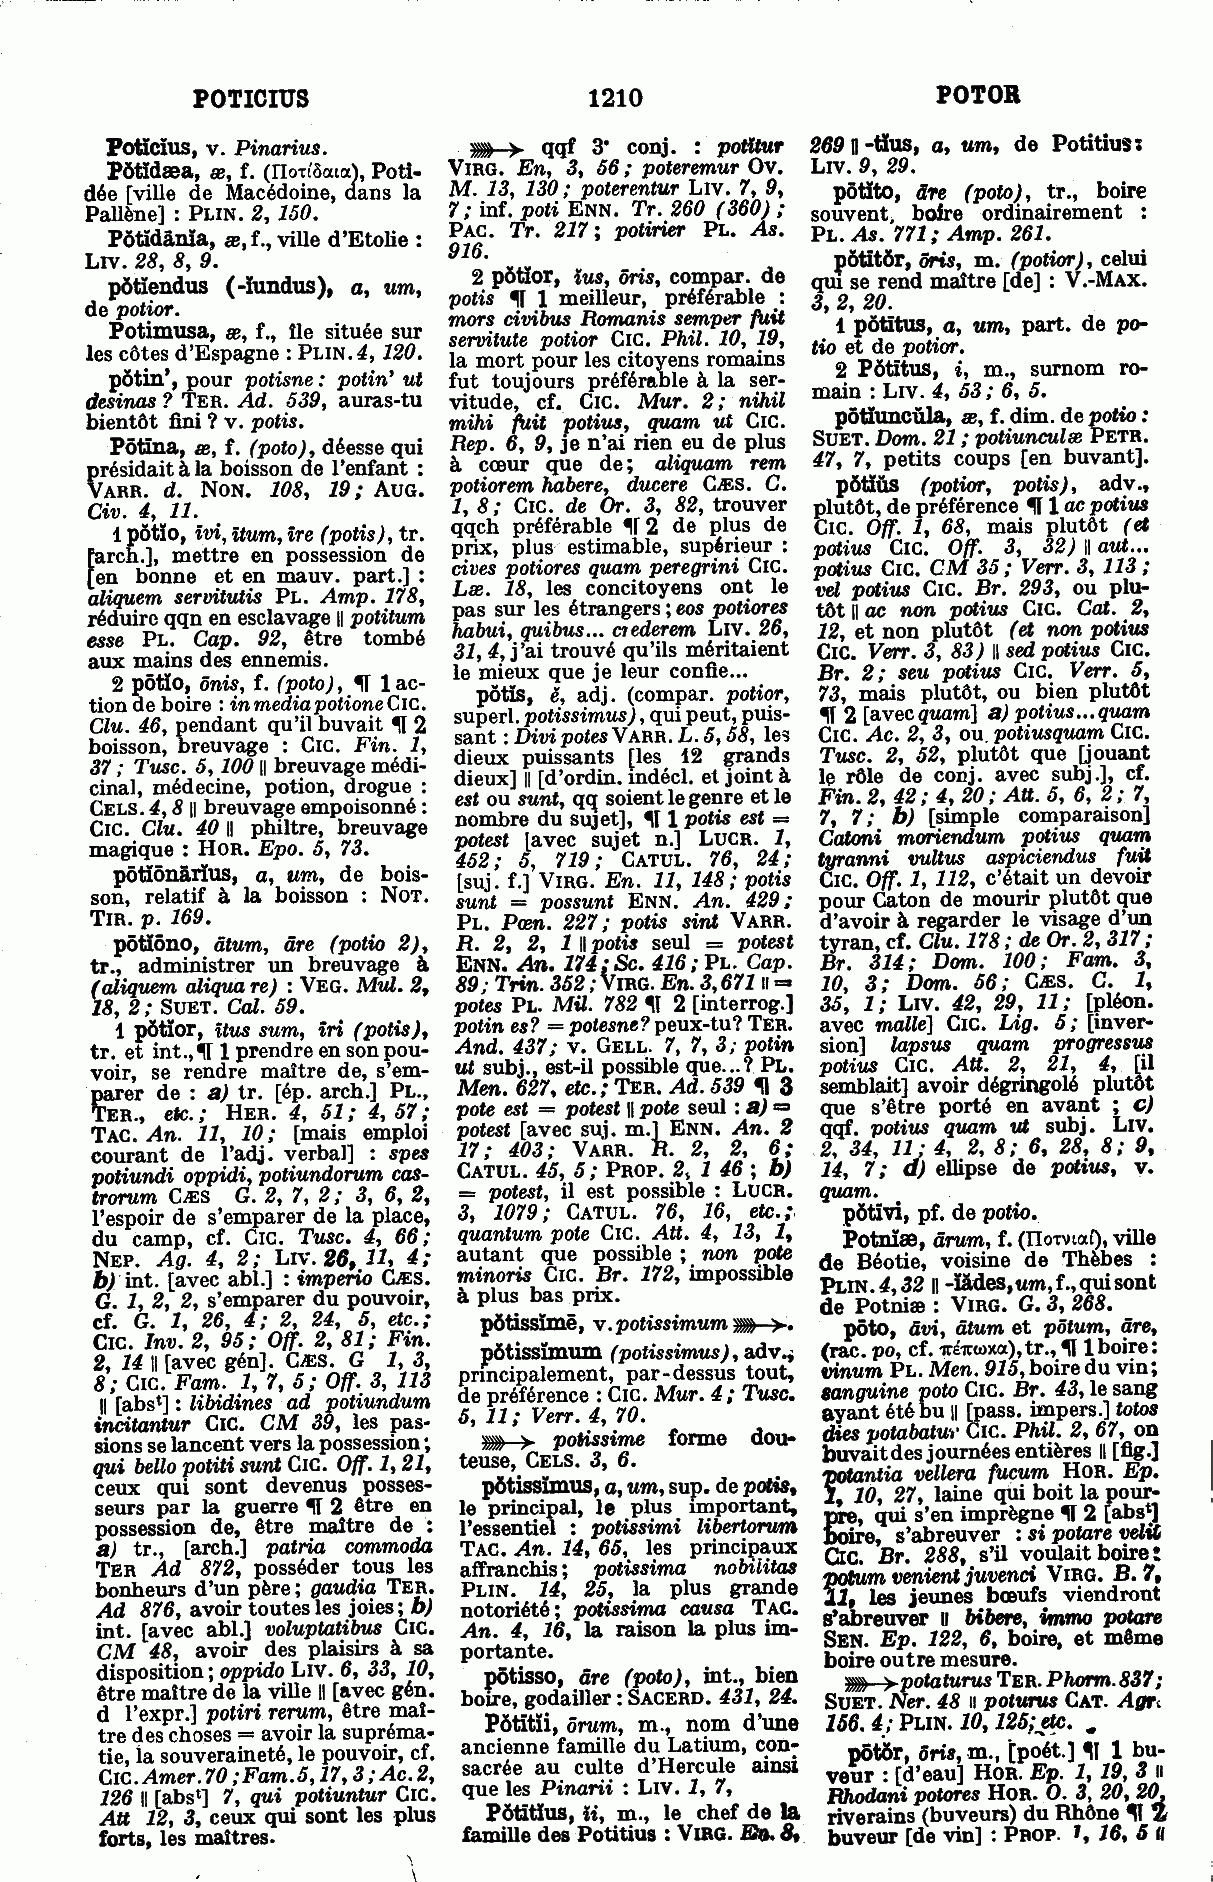 POTICIUS
1210
POTOR
Potĭcĭus, v. Pinarius.
Pŏtĭdæa, æ, f. (Ποτίδαια), Poti-
dée [ville de Macédoine, dans la
Pallène] : PLIN. 2, 150.
Pŏtĭdānĭa, æ, f., ville d'Etolie :
LIV. 28, 8, 9.
pŏtĭendus (-ĭundus), a, um,
de potior.
Potimusa, æ, f., île située sur
les côtes d'Espagne : PLIN. 4, 120.
pŏtin', pour potisne : potin' ut
desinas ? TER. Ad. 539, auras-tu
bientôt fini ? v. potis.
Pōtīna, æ, f. (poto), déesse qui
présidait à la boisson de l'enfant :
VARR. d. NON. 108, 19 ; AUG.
Civ. 4, 11.
1 pŏtĭo, īvi, ītum, īre (potis), tr.
[arch.], mettre en possession de
[en bonne et en mauv. part.] :
aliquem servitutis PL. Amp. 178,
réduire qqn en esclavage || potitum
esse PL. Cap. 92, être tombé
aux mains des ennemis.
2 pōtĭo, ōnis, f. (poto), ¶ 1 ac-
tion de boire : in media potione CIC.
Clu. 46, pendant qu'il buvait ¶ 2
boisson, breuvage : CIC. Fin. 1,
37 ; Tusc. 5, 100 || breuvage médi-
cinal, médecine, potion, drogue :
CELS. 4, 8 || breuvage empoisonné :
CIC. Clu. 40 || philtre, breuvage
magique : HOR. Epo. 5, 73.
pōtĭōnārĭus, a, um, de bois-
son, relatif à la boisson : NOT.
TIR. p. 169.
pōtĭōno, ātum, āre (potio 2),
tr., administrer un breuvage à
(aliquem aliqua re) : VEG. Mul. 2,
18, 2 ; SUET. Cal. 59.
1 pŏtĭor, ītus sum, īri (potis),
tr. et int., ¶ 1 prendre en son pou-
voir, se rendre maître de, s'em-
parer de : a) tr. [ép. arch.] PL.,
TER., etc. ; HER. 4, 51 ; 4, 57 ;
TAC. An. 11, 10 ; [mais emploi
courant de l'adj. verbal] : spes
potiundi oppidi, potiundorum cas-
trorum CÆS G. 2, 7, 2 ; 3, 6, 2,
l'espoir de s'emparer de la place,
du camp, cf. CIC. Tusc. 4, 66 ;
NEP. Ag. 4, 2 ; LIV. 26, 11, 4 ;
b) int. [avec abl.] : imperio CÆS.
G. 1, 2, 2, s'emparer du pouvoir,
cf. G. 1, 26, 4 ; 2, 24, 5, etc. ;
CIC. Inv. 2, 95 ; Off. 2, 81 ; Fin.
2, 14 || [avec gén]. CÆS. G 1, 3,
8 ; CIC. Fam. 1, 7, 5 ; Off. 3, 113
|| [absᵗ] : libidines ad potiundum
incitantur CIC. CM 39, les pas-
sions se lancent vers la possession ;
qui bello potiti sunt CIC. Off. 1, 21,
ceux qui sont devenus posses-
seurs par la guerre ¶ 2 être en
possession de, être maître de :
a) tr., [arch.] patria commoda
TER Ad 872, posséder tous les
bonheurs d'un père ; gaudia TER.
Ad 876, avoir toutes les joies ; b)
int. [avec abl.] voluptatibus CIC.
CM 48, avoir des plaisirs à sa
disposition ; oppido LIV. 6, 33, 10,
être maître de la ville || [avec gén.
d l'expr.] potiri rerum, être maî-
tre des choses = avoir la supréma-
tie, la souveraineté, le pouvoir, cf.
CIC. Amer. 70 ; Fam. 5, 17, 3 ; Ac. 2,
126 || [absᵗ] 7, qui potiuntur CIC.
Att 12, 3, ceux qui sont les plus
forts, les maîtres.
➳ qqf 3ᵉ conj. : potĭtur
VIRG. En, 3, 56 ; poteremur OV.
M. 13, 130 ; poterentur LIV. 7, 9,
7 ; inf. poti ENN. Tr. 260 (360) ;
PAC. Tr. 217 ; potirier PL. As.
916.
2 pŏtĭor, ĭus, ōris, compar. de
potis ¶ 1 meilleur, préférable :
mors civibus Romanis semper fuit
servitute potior CIC. Phil. 10, 19,
la mort pour les citoyens romains
fut toujours préférable à la ser-
vitude, cf. CIC. Mur. 2 ; nihil
mihi fuit potius, quam ut CIC.
Rep. 6, 9, je n'ai rien eu de plus
à cœur que de ; aliquam rem
potiorem habere, ducere CÆS. C.
1, 8 ; CIC. de Or. 3, 82, trouver
qqch préférable ¶ 2 de plus de
prix, plus estimable, supérieur :
cives potiores quam peregrini CIC.
Læ. 18, les concitoyens ont le
pas sur les étrangers ; eos potiores
habui, quibus... crederem LIV. 26,
31, 4, j'ai trouvé qu'ils méritaient
le mieux que je leur confie...
pŏtĭs, ĕ, adj. (compar. potior,
superl. potissimus), qui peut, puis-
sant : Divi potes VARR. L. 5, 58, les
dieux puissants [les 12 grands
dieux] || [d'ordin. indécl. et joint à
est ou sunt, qq soient le genre et le
nombre du sujet], ¶ 1 potis est =
potest [avec sujet n.] LUCR. 1,
452 ; 5, 719 ; CATUL. 76, 24 ;
[suj. f.] VIRG. En. 11, 148 ; potis
sunt = possunt ENN. An. 429 ;
PL. Pœn. 227 ; potis sint VARR.
R. 2, 2, 1 || potis seul = potest
ENN. An. 174 ; Sc. 416 ; PL. Cap.
89 ; Trin. 352 ; VIRG. En. 3, 671 || =
potes PL. Mil. 782 ¶ 2 [interrog.]
potin es? = potesne? peux-tu? TER.
And. 437 ; v. GELL. 7, 7, 3 ; potin
ut subj., est-il possible que...? PL.
Men. 627, etc. ; TER. Ad. 539 ¶ 3
pote est = potest || pote seul : a) =
potest [avec suj. m.] ENN. An. 2
17 ; 403 ; VARR. R. 2, 2, 6 ;
CATUL. 45, 5 ; PROP. 2, 1 46 ; b)
= potest, il est possible : LUCR.
3, 1079 ; CATUL. 76, 16, etc. ;
quantum pote CIC. Att. 4, 13, 1,
autant que possible ; non pote
minoris CIC. Br. 172, impossible
à plus bas prix.
pŏtissĭmē, v. potissimum ➳.
pŏtissĭmum (potissimus), adv.,
principalement, par-dessus tout,
de préférence : CIC. Mur. 4 ; Tusc.
5, 11 ; Verr. 4, 70.
➳ potissime forme dou-
teuse, CELS. 3, 6.
pŏtissĭmus, a, um, sup. de potis,
le principal, le plus important,
l'essentiel : potissimi libertorum
TAC. An. 14, 65, les principaux
affranchis ; potissima nobilitas
PLIN. 14, 25, la plus grande
notoriété ; potissima causa TAC.
An. 4, 16, la raison la plus im-
portante.
pōtisso, āre (poto), int., bien
boire, godailler : SACERD. 431, 24.
Pŏtītii, ōrum, m., nom d'une
ancienne famille du Latium, con-
sacrée au culte d'Hercule ainsi
que les Pinarii : LIV. 1, 7,
Pŏtītĭus, ĭi, m., le chef de la
famille des Potitius : VIRG. En. 8,
269 || -tĭus, a, um, de Potitius :
LIV. 9, 29.
pōtĭto, āre (poto), tr., boire
souvent, boire ordinairement :
PL. As. 771 ; Amp. 261.
pŏtītŏr, ōris, m. (potior), celui
qui se rend maître [de] : V.-MAX.
3, 2, 20.
1 pŏtītus, a, um, part. de po-
tio et de potior.
2 Pŏtītus, i, m., surnom ro-
main : LIV. 4, 53 ; 6, 5.
pōtĭuncŭla, æ, f. dim. de potio :
SUET. Dom. 21 ; potiunculæ PETR.
47, 7, petits coups [en buvant].
pŏtĭŭs (potior, potis), adv.,
plutôt, de préférence ¶ 1 ac potius
CIC. Off. 1, 68, mais plutôt (et
potius CIC. Off. 3, 32) || aut...
potius CIC. CM 35 ; Verr. 3, 113 ;
vel potius CIC. Br. 293, ou plu-
tôt || ac non potius CIC. Cat. 2,
12, et non plutôt (et non potius
CIC. Verr. 3, 83) || sed potius CIC.
Br. 2 ; seu potius CIC. Verr. 5,
73, mais plutôt, ou bien plutôt
¶ 2 [avec quam] a) potius...quam
CIC. Ac. 2, 3, ou potiusquam CIC.
Tusc. 2, 52, plutôt que [jouant
le rôle de conj. avec subj.], cf.
Fin. 2, 42 ; 4, 20 ; Att. 5, 6, 2 ; 7,
7, 7 ; b) [simple comparaison]
Catoni moriendum potius quam
tyranni vultus aspiciendus fuit
CIC. Off. 1, 112, c'était un devoir
pour Caton de mourir plutôt que
d'avoir à regarder le visage d'un
tyran, cf. Clu. 178 ; de Or. 2, 317 ;
Br. 314 ; Dom. 100 ; Fam. 3,
10, 3 ; Dom. 56 ; CÆS. C. 1,
35, 1 ; LIV. 42, 29, 11 ; [pléon.
avec malle] CIC. Lig. 5 ; [inver-
sion] lapsus quam progressus
potius CIC. Att. 2, 21, 4, [il
semblait] avoir dégringolé plutôt
que s'être porté en avant ; c)
qqf. potius quam ut subj. LIV.
2, 34, 11 ; 4, 2, 8 ; 6, 28, 8 ; 9,
14, 7 ; d) ellipse de potius, v.
quam.
pŏtīvi, pf. de potio.
Potniæ, ārum, f. (Ποτνιαί), ville
de Béotie, voisine de Thèbes :
PLIN. 4, 32 || -ĭădes, um, f., qui sont
de Potniæ : VIRG. G. 3, 268.
pōto, āvi, ātum et pōtum, āre,
(rac. po, cf. πέπωκα), tr., ¶ 1 boire :
vinum PL. Men. 915, boire du vin ;
sanguine poto CIC. Br. 43, le sang
ayant été bu || [pass. impers.] totos
dies potabatur CIC. Phil. 2, 67, on
buvait des journées entières || [fig.]
potantia vellera fucum HOR. Ep.
1, 10, 27, laine qui boit la pour-
pre, qui s'en imprègne ¶ 2 [absᵗ]
boire, s'abreuver : si potare velit
CIC. Br. 288, s'il voulait boire :
potum venient juvenci VIRG. B. 7,
11, les jeunes bœufs viendront
s'abreuver || bibere, immo potare
SEN. Ep. 122, 6, boire, et même
boire outre mesure.
➳ potaturus TER. Phorm. 837 ;
SUET. Ner. 48 || poturus CAT. Agr.
156. 4 ; PLIN. 10, 125 ; etc.
pōtŏr, ōris, m., [poét.] ¶ 1 bu-
veur : [d'eau] HOR. Ep. 1, 19, 3 ||
Rhodani potores HOR. O. 3, 20, 20,
riverains (buveurs) du Rhône ¶ 2
buveur [de vin] : PROP. 1, 16, 5 ||